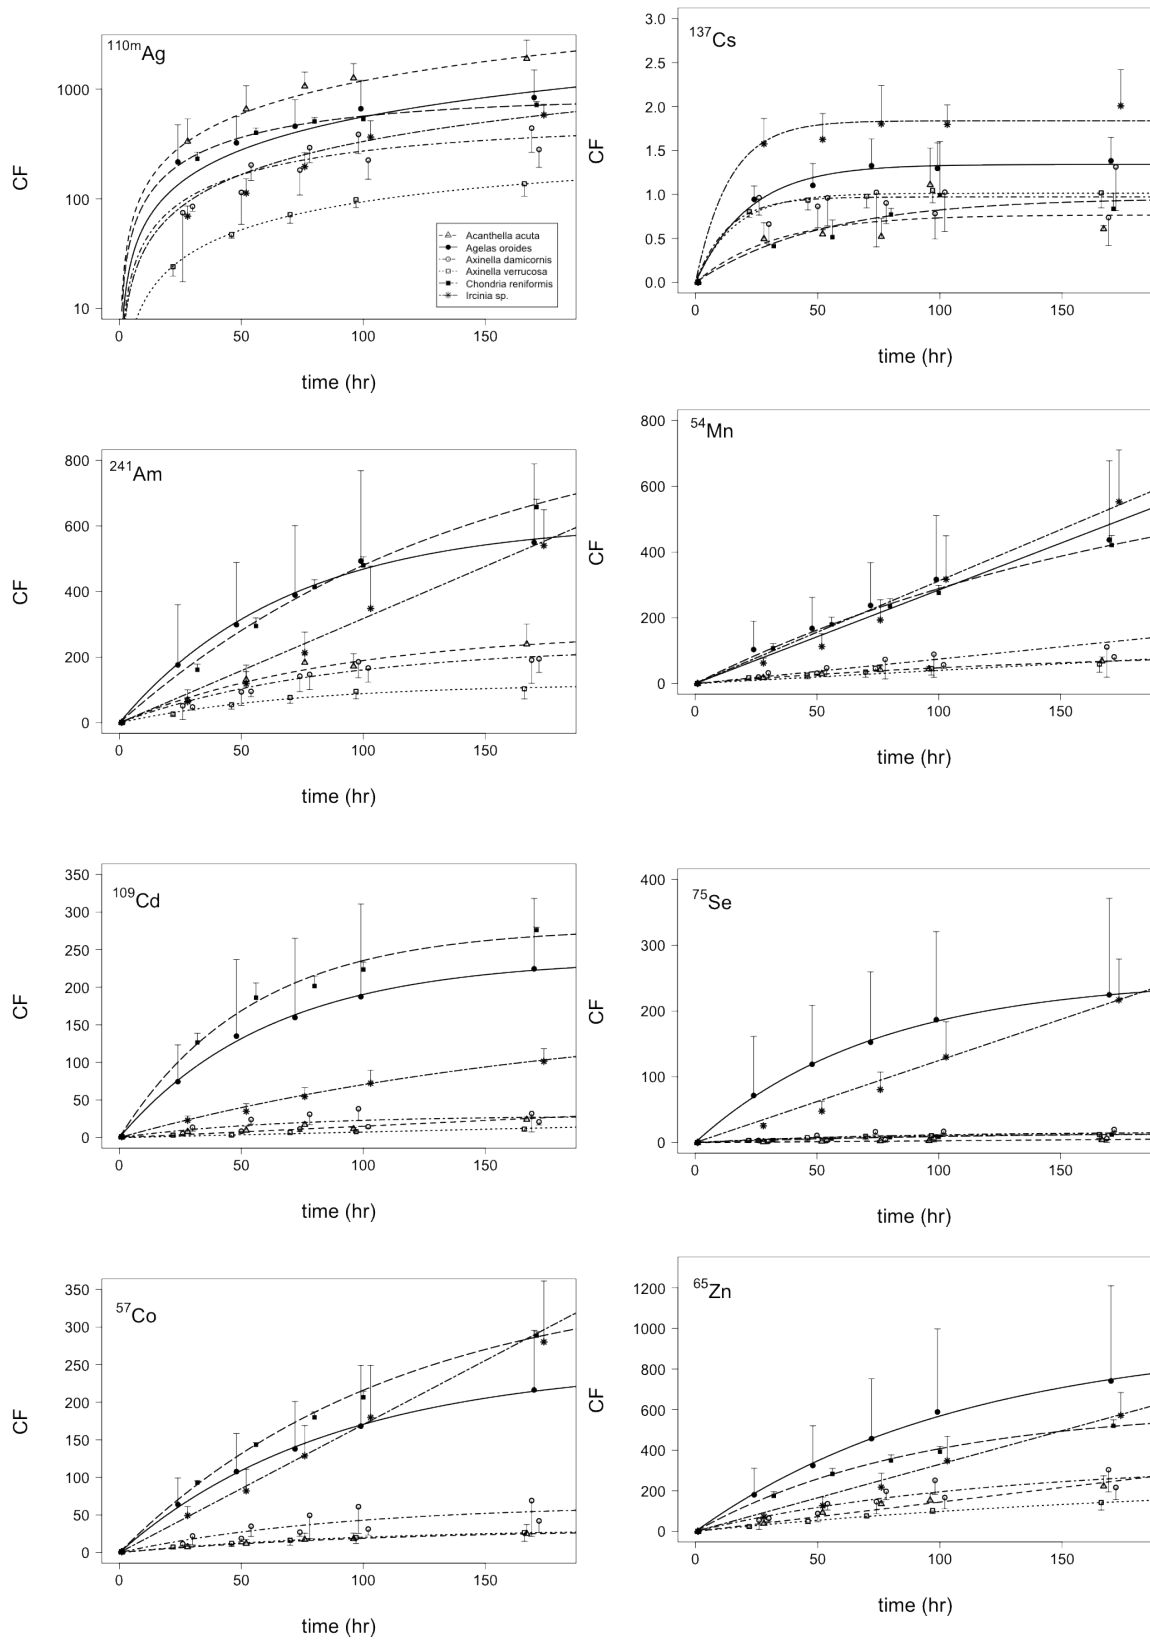 110mAg
CF
1000
100
10
0
50
100
150
time (hr)
Acanthella acuta
Agelas oroides
Axinella damicornis
Axinella verrucosa
Chondria reniformis
Ircinia sp.
137Cs
CF
3.0
2.5
2.0
1.5
1.0
0.5
0.0
0
50
100
150
time (hr)
241Am
CF
800
600
400
200
0
0
50
100
150
time (hr)
54Mn
CF
800
600
400
200
0
0
50
100
150
time (hr)
109Cd
CF
350
300
250
200
150
100
50
0
0
50
100
150
time (hr)
75Se
CF
400
300
200
100
0
0
50
100
150
time (hr)
57Co
CF
350
300
250
200
150
100
50
0
0
50
100
150
time (hr)
65Zn
CF
1200
1000
800
600
400
200
0
0
50
100
150
time (hr)